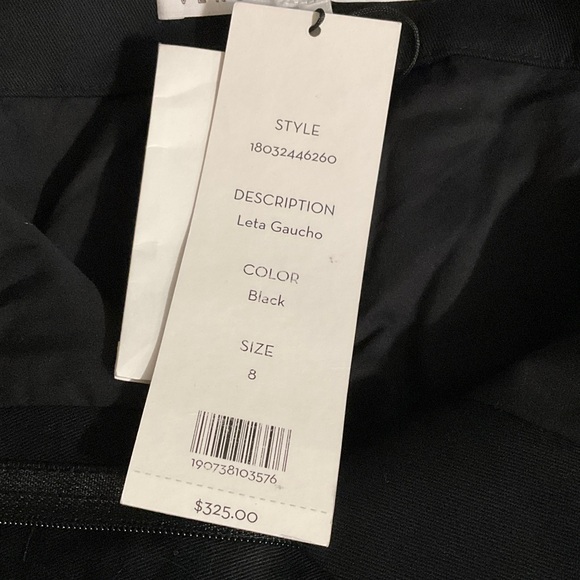 STYLE
18032446260
DESCRIPTION
Leta Gaucho
COLOR
Black
SIZE
8
190738103576
$325.00